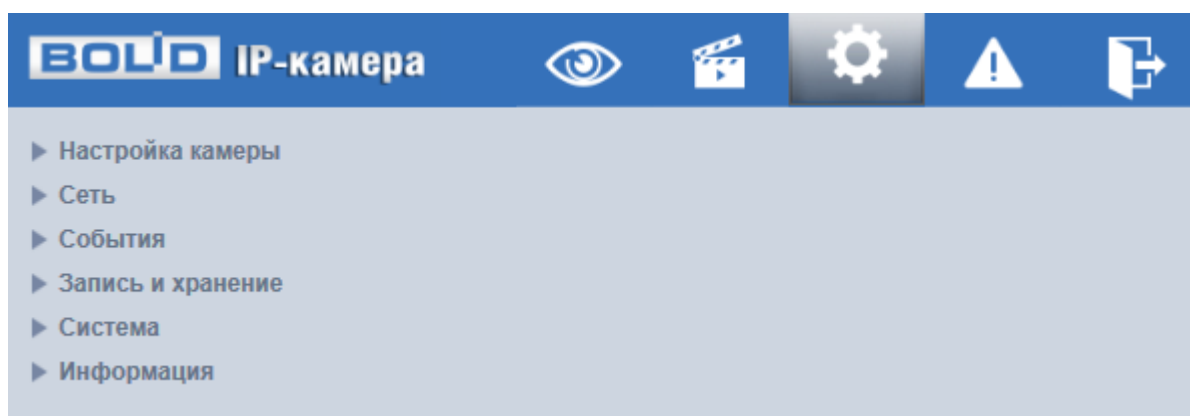 BOLID IP-камера
Настройка камеры
Сеть
События
Запись и хранение
Система
Информация